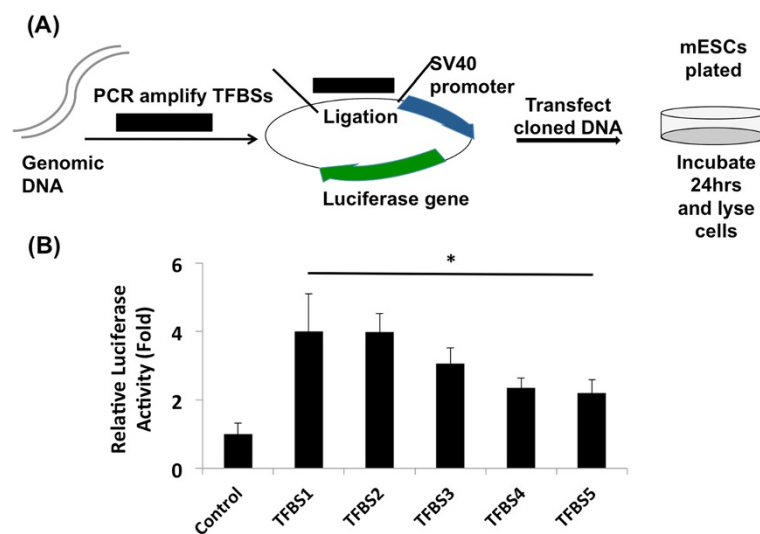 (A)
PCR amplify TFBSs
Genomic
DNA
Ligation
SV40
promoter
Luciferase gene
Transfect
cloned DNA
mESCs
plated
Incubate
24hrs
and lyse
cells
(B)
Relative Luciferase
Activity (Fold)
6
4
2
0
*
Control
TFBS1
TFBS2
TFBS3
TFBS4
TFBS5